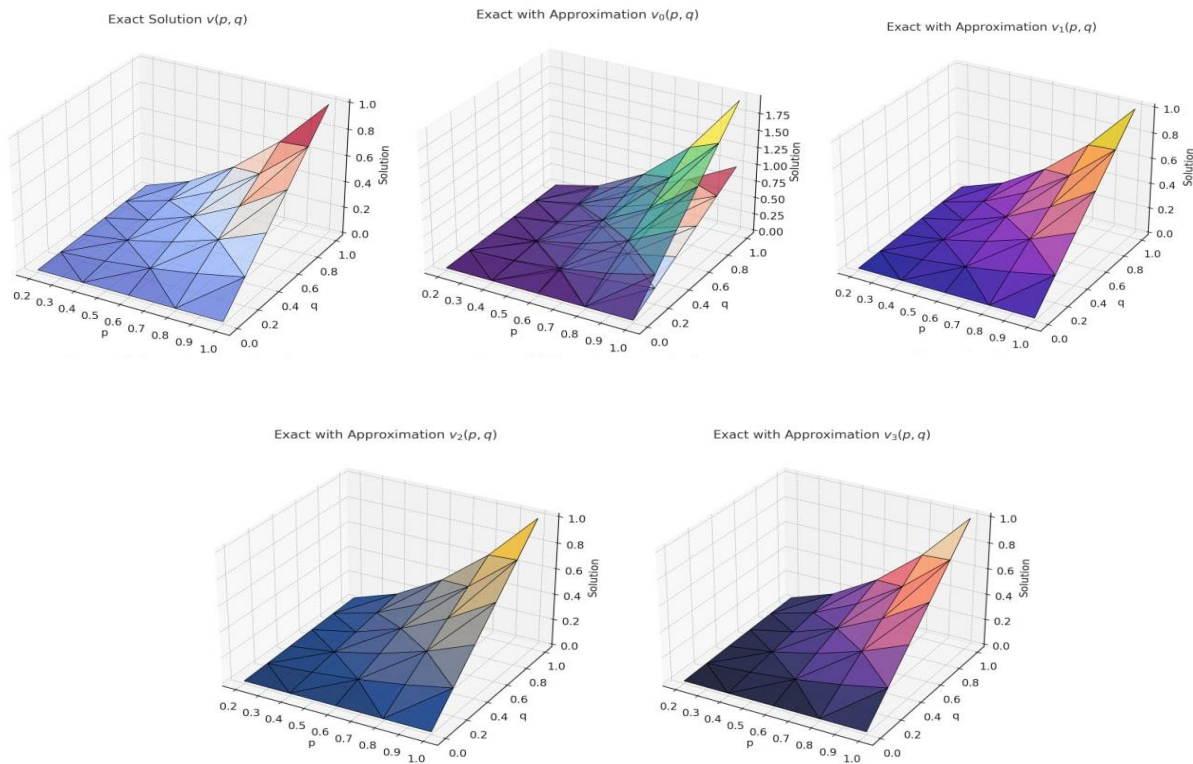 Exact Solution v(p, q)
1.0
0.8
0.6
0.4
0.2
0.0
Solution
0.2 0.3 0.4 0.5 0.6 0.7 0.8 0.9 1.0
p
0.0 0.2 0.4 0.6 0.8 1.0
q
Exact with Approximation v₀(p, q)
1.75
1.50
1.25
1.00
0.75
0.50
0.25
0.00
Solution
0.2 0.3 0.4 0.5 0.6 0.7 0.8 0.9 1.0
p
0.0 0.2 0.4 0.6 0.8 1.0
q
Exact with Approximation v₁(p, q)
1.0
0.8
0.6
0.4
0.2
0.0
Solution
0.2 0.3 0.4 0.5 0.6 0.7 0.8 0.9 1.0
p
0.0 0.2 0.4 0.6 0.8 1.0
q
Exact with Approximation v₂(p, q)
1.0
0.8
0.6
0.4
0.2
0.0
Solution
0.2 0.3 0.4 0.5 0.6 0.7 0.8 0.9 1.0
p
0.0 0.2 0.4 0.6 0.8 1.0
q
Exact with Approximation v₃(p, q)
1.0
0.8
0.6
0.4
0.2
0.0
Solution
0.2 0.3 0.4 0.5 0.6 0.7 0.8 0.9 1.0
p
0.0 0.2 0.4 0.6 0.8 1.0
q